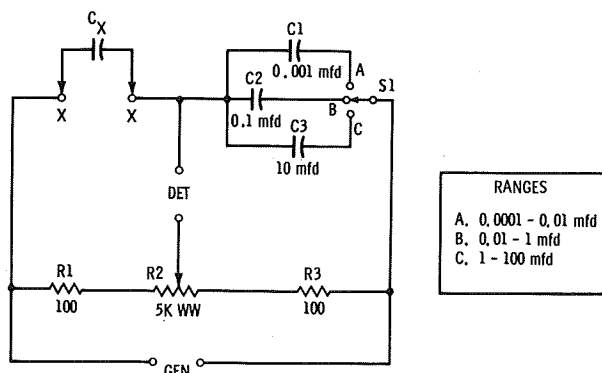 CX
C1
0.001 mfd
A
S1
C2
B
X
X
0.1 mfd
C
C3
10 mfd
DET
RANGES
A. 0.0001 - 0.01 mfd
B. 0.01 - 1 mfd
C. 1 - 100 mfd
R1
R2
R3
100
5K WW
100
GEN